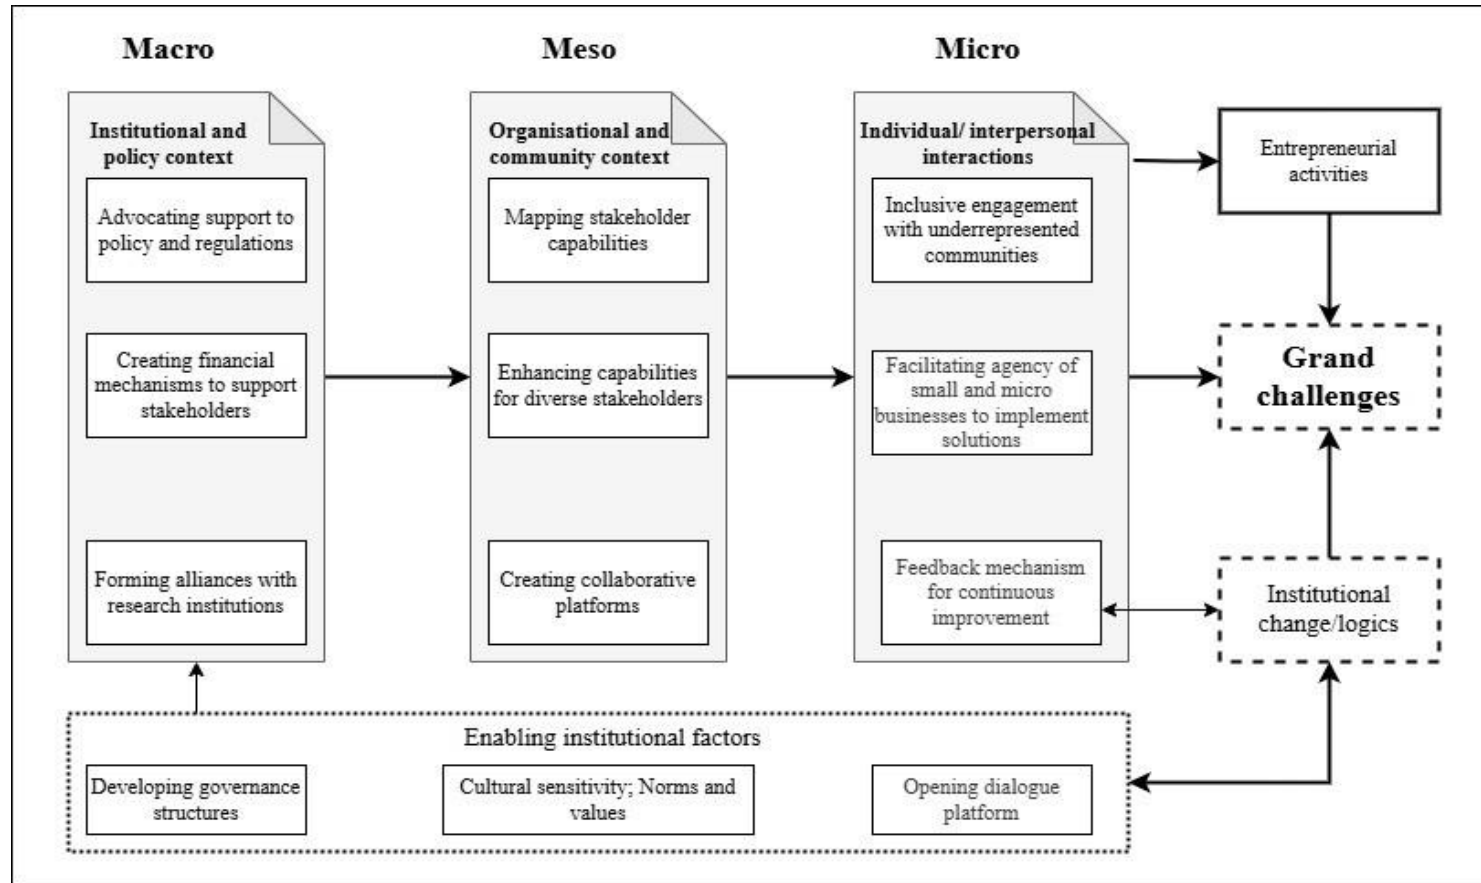 Macro
Meso
Micro
Institutional and
policy context
Advocating support to
policy and regulations
Creating financial
mechanisms to support
stakeholders
Forming alliances with
research institutions
Organisational and
community context
Mapping stakeholder
capabilities
Enhancing capabilities
for diverse stakeholders
Creating collaborative
platforms
Individual/ interpersonal
interactions
Inclusive engagement
with underrepresented
communities
Facilitating agency of
small and micro
businesses to implement
solutions
Feedback mechanism
for continuous
improvement
Entrepreneurial
activities
Grand
challenges
Institutional
change/logics
Enabling institutional factors
Developing governance
structures
Cultural sensitivity; Norms and
values
Opening dialogue
platform